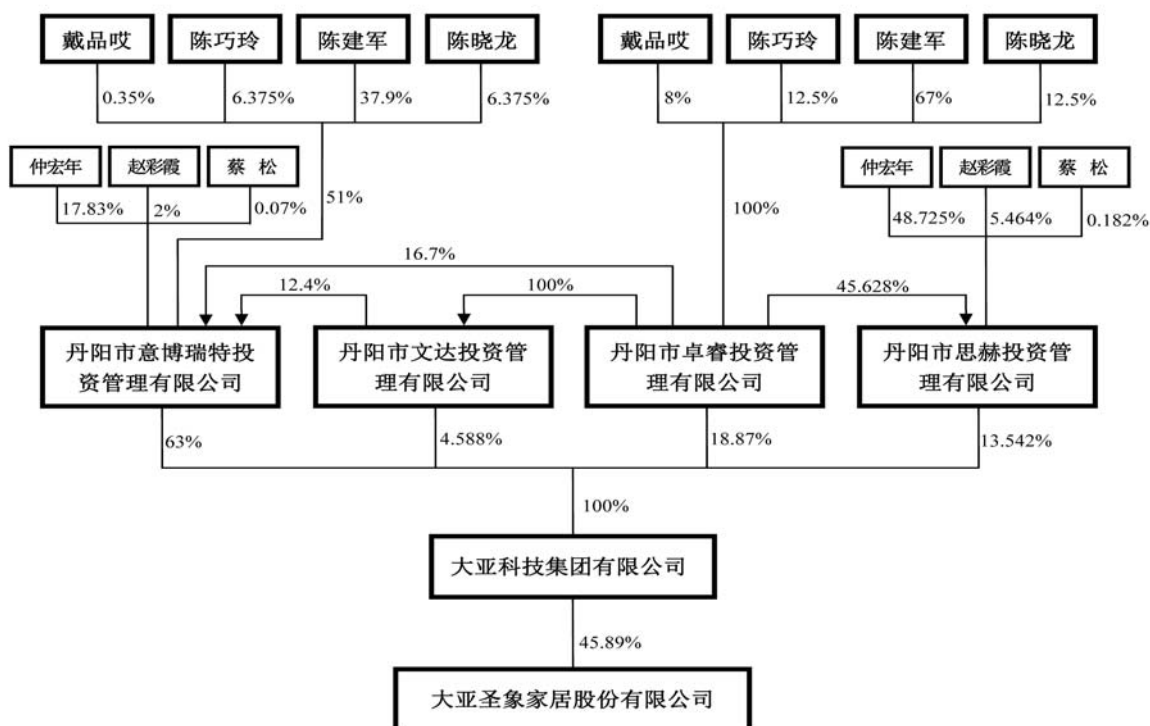 戴品哎 陈巧玲 陈建军 陈晓龙 戴品哎 陈巧玲 陈建军 陈晓龙
0.35% 6.375% 37.9% 6.375% 8% 12.5% 67% 12.5%
仲宏年 赵彩霞 蔡 松 仲宏年 赵彩霞 蔡 松
17.83% 2% 0.07% 51% 100% 48.725% 5.464% 0.182%
16.7%
12.4% 100% 45.628%
丹阳市意博瑞特投
资管理有限公司
丹阳市文达投资管
理有限公司
丹阳市卓睿投资管
理有限公司
丹阳市思赫投资管
理有限公司
63% 4.588% 18.87% 13.542%
100%
大亚科技集团有限公司
45.89%
大亚圣象家居股份有限公司